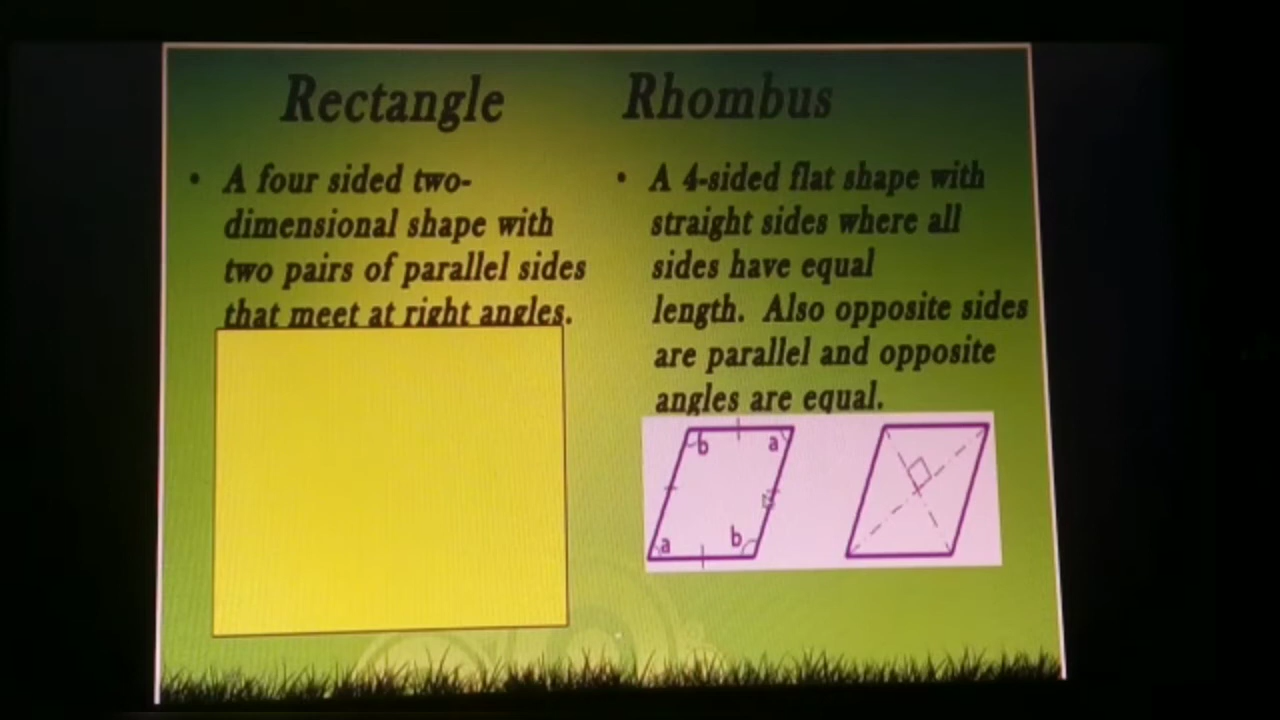 Rectangle
• A four sided two-
dimensional shape with
two pairs of parallel sides
that meet at right angles.
Rhombus
• A 4-sided flat shape with
straight sides where all
sides have equal
length. Also opposite sides
are parallel and opposite
angles are equal.
b a
a b